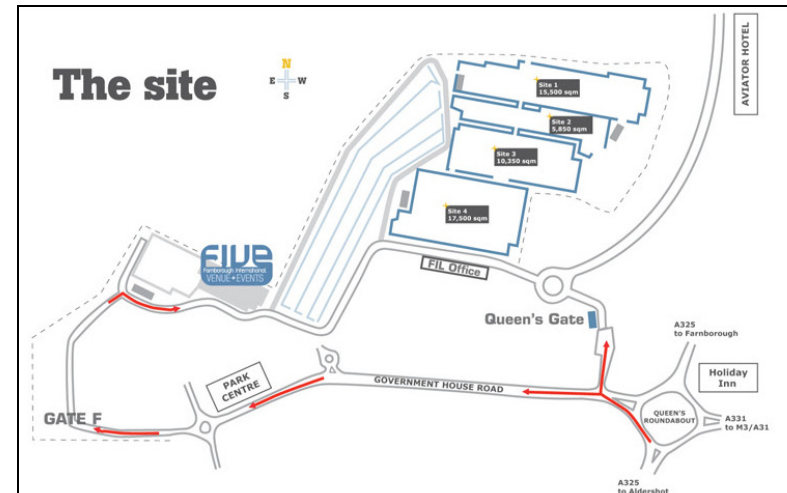 The site
N
E W
S
AVIATOR HOTEL
Site 1
15,500 sqm
Site 2
5,850 sqm
Site 3
10,350 sqm
Site 4
17,500 sqm
FIVE
Farnborough International
VENUE+EVENTS
FIL Office
Queen's Gate
A325
to Farnborough
Holiday
Inn
GOVERNMENT HOUSE ROAD
PARK
CENTRE
QUEEN'S
ROUNDABOUT
A331
to M3/A31
GATE F
A325
to Aldershot